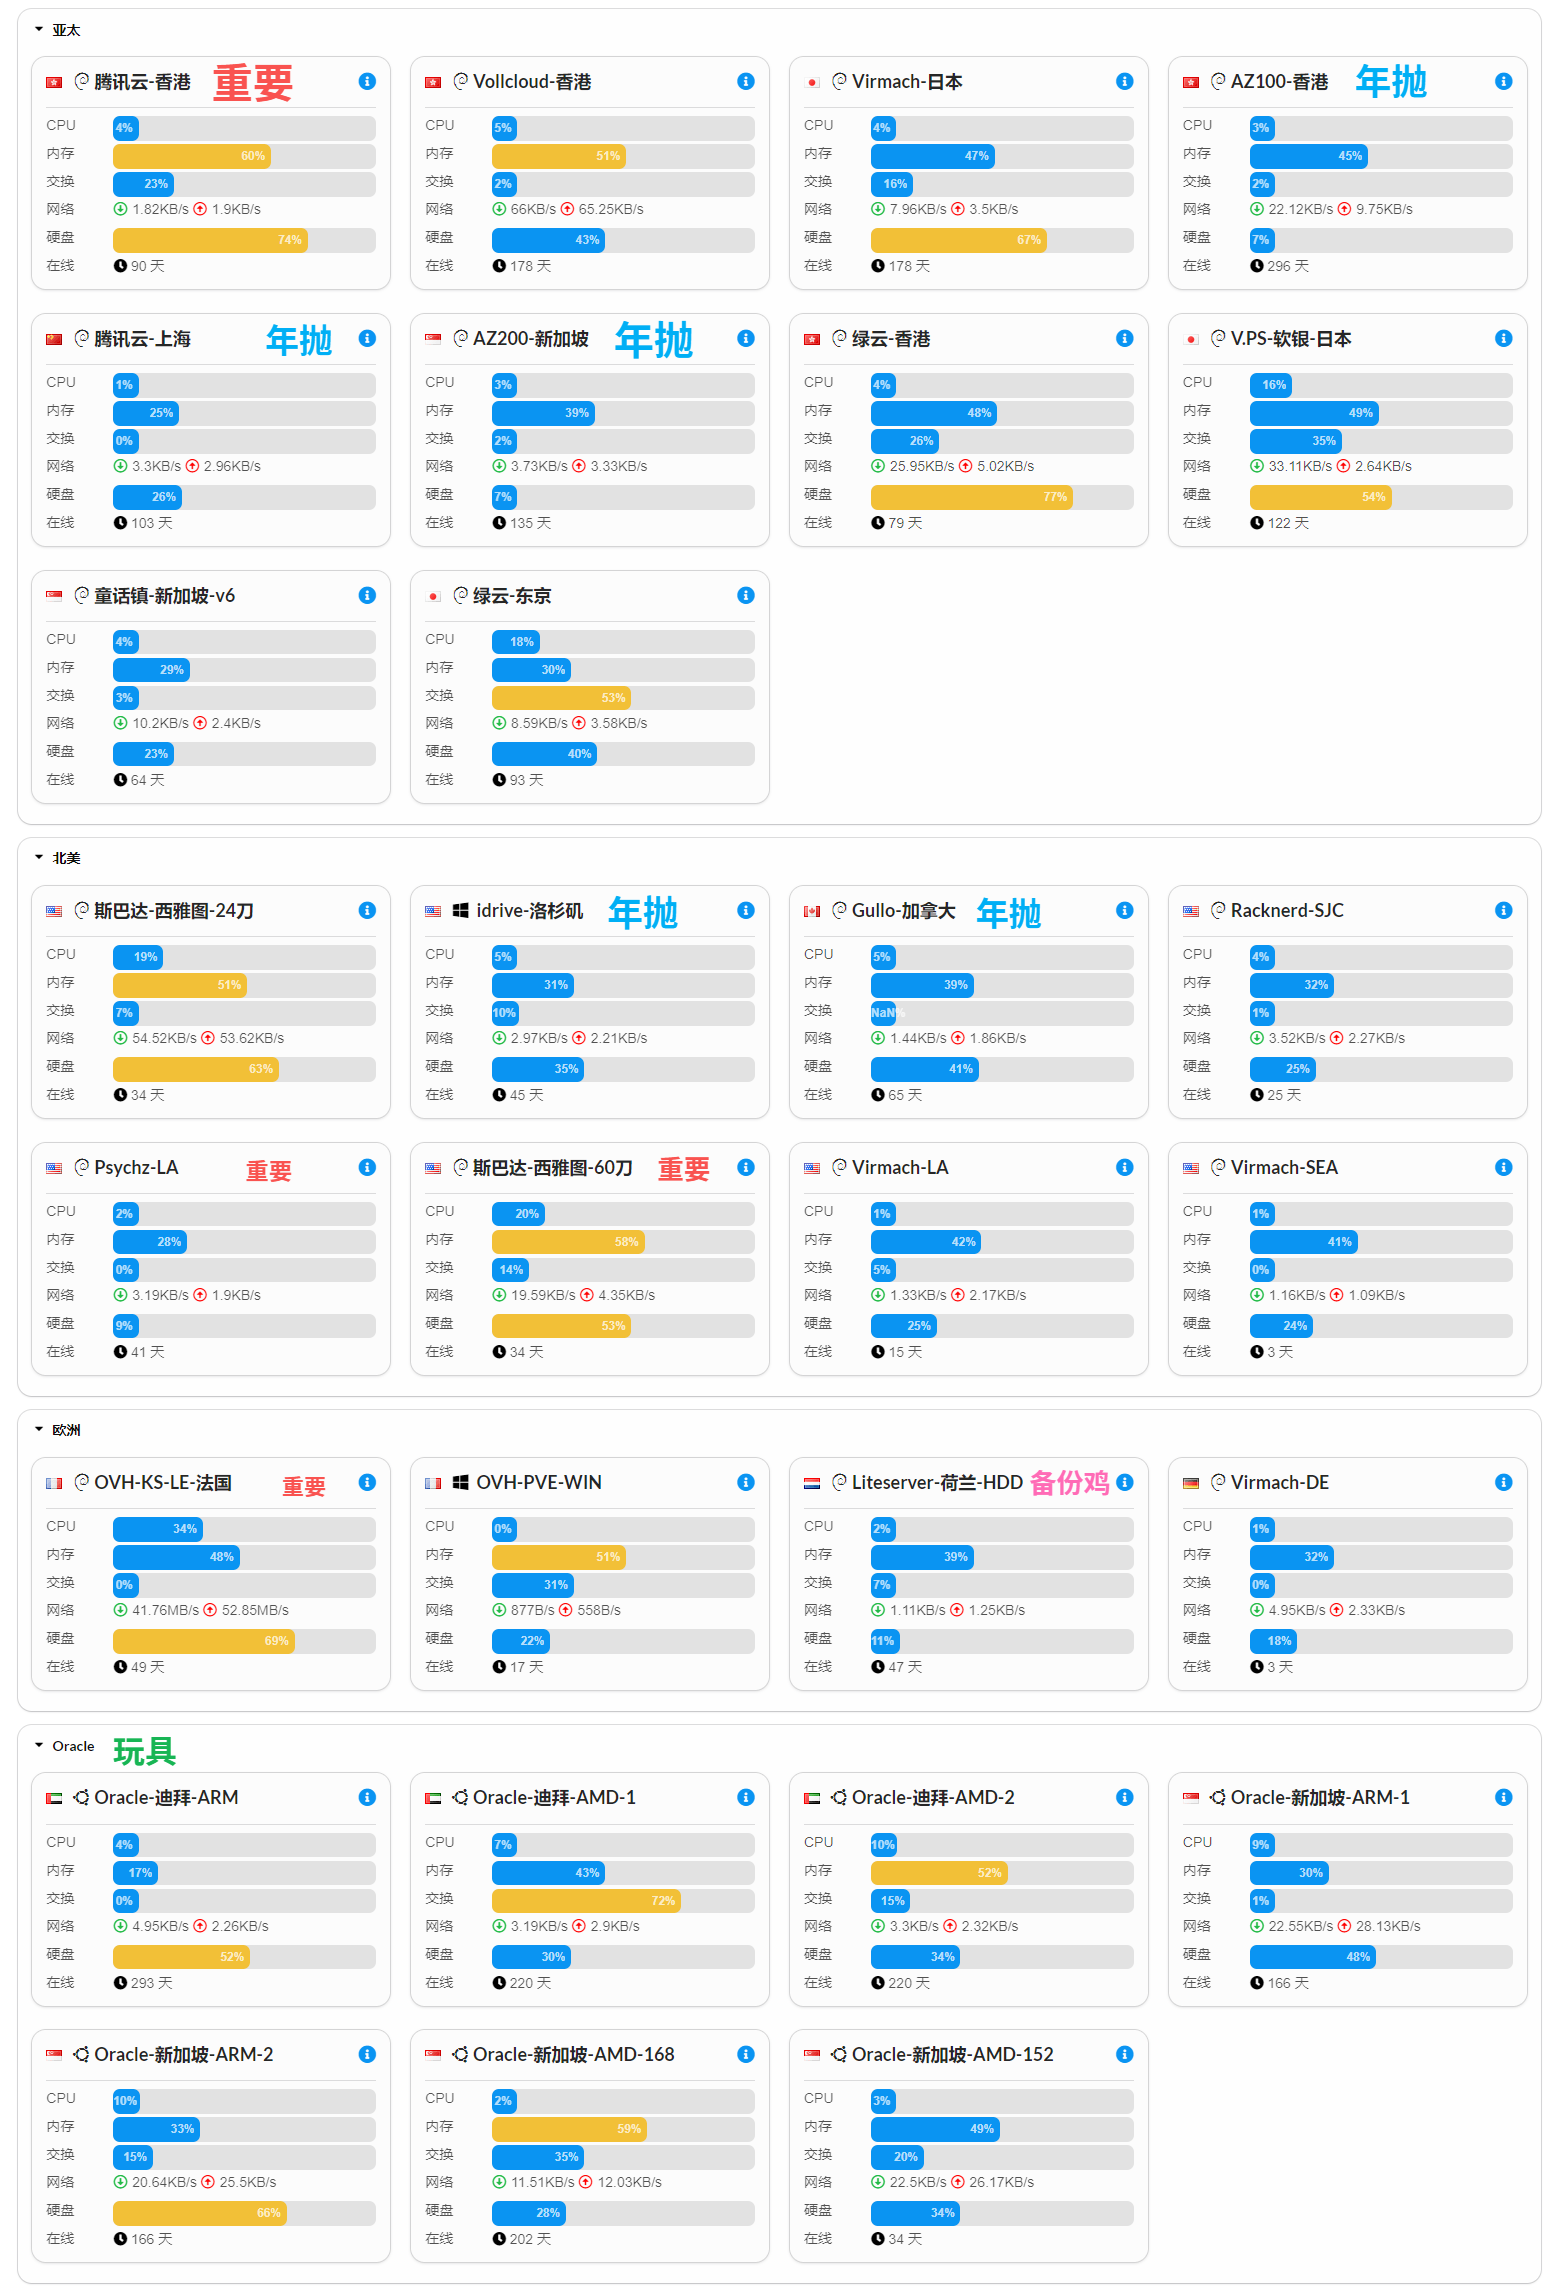 亚太
腾讯云-香港 重要
CPU 4%
内存 60%
交换 23%
网络 1.82KB/s 1.9KB/s
硬盘 74%
在线 90 天
Vollcloud-香港
CPU 5%
内存 51%
交换 2%
网络 66KB/s 65.25KB/s
硬盘 43%
在线 178 天
Virmach-日本
CPU 4%
内存 47%
交换 16%
网络 7.96KB/s 3.5KB/s
硬盘 67%
在线 178 天
AZ100-香港 年抛
CPU 3%
内存 45%
交换 2%
网络 22.12KB/s 9.75KB/s
硬盘 7%
在线 296 天
腾讯云-上海 年抛
CPU 1%
内存 25%
交换 0%
网络 3.3KB/s 2.96KB/s
硬盘 26%
在线 103 天
AZ200-新加坡 年抛
CPU 3%
内存 39%
交换 2%
网络 3.73KB/s 3.33KB/s
硬盘 7%
在线 135 天
绿云-香港
CPU 4%
内存 48%
交换 26%
网络 25.95KB/s 5.02KB/s
硬盘 77%
在线 79 天
V.PS-软银-日本
CPU 16%
内存 49%
交换 35%
网络 33.11KB/s 2.64KB/s
硬盘 54%
在线 122 天
童话镇-新加坡-v6
CPU 4%
内存 29%
交换 3%
网络 10.2KB/s 2.4KB/s
硬盘 23%
在线 64 天
绿云-东京
CPU 18%
内存 30%
交换 53%
网络 8.59KB/s 3.58KB/s
硬盘 40%
在线 93 天
北美
斯巴达-西雅图-24刀
CPU 19%
内存 51%
交换 7%
网络 54.52KB/s 53.62KB/s
硬盘 63%
在线 34 天
idrive-洛杉矶 年抛
CPU 5%
内存 31%
交换 10%
网络 2.97KB/s 2.21KB/s
硬盘 35%
在线 45 天
Gullo-加拿大 年抛
CPU 5%
内存 39%
交换 NaN%
网络 1.44KB/s 1.86KB/s
硬盘 41%
在线 65 天
Racknerd-SJC
CPU 4%
内存 32%
交换 1%
网络 3.52KB/s 2.27KB/s
硬盘 25%
在线 25 天
Psychz-LA 重要
CPU 2%
内存 28%
交换 0%
网络 3.19KB/s 1.9KB/s
硬盘 9%
在线 41 天
斯巴达-西雅图-60刀 重要
CPU 20%
内存 58%
交换 14%
网络 19.59KB/s 4.35KB/s
硬盘 53%
在线 34 天
Virmach-LA
CPU 1%
内存 42%
交换 5%
网络 1.33KB/s 2.17KB/s
硬盘 25%
在线 15 天
Virmach-SEA
CPU 1%
内存 41%
交换 0%
网络 1.16KB/s 1.09KB/s
硬盘 24%
在线 3 天
欧洲
OVH-KS-LE-法国 重要
CPU 34%
内存 48%
交换 0%
网络 41.76MB/s 52.85MB/s
硬盘 69%
在线 49 天
OVH-PVE-WIN
CPU 0%
内存 51%
交换 31%
网络 877B/s 558B/s
硬盘 22%
在线 17 天
Liteserver-荷兰-HDD 备份鸡
CPU 2%
内存 39%
交换 7%
网络 1.11KB/s 1.25KB/s
硬盘 11%
在线 47 天
Virmach-DE
CPU 1%
内存 32%
交换 0%
网络 4.95KB/s 2.33KB/s
硬盘 18%
在线 3 天
Oracle 玩具
Oracle-迪拜-ARM
CPU 4%
内存 17%
交换 0%
网络 4.95KB/s 2.26KB/s
硬盘 52%
在线 293 天
Oracle-迪拜-AMD-1
CPU 7%
内存 43%
交换 72%
网络 3.19KB/s 2.9KB/s
硬盘 30%
在线 220 天
Oracle-迪拜-AMD-2
CPU 10%
内存 52%
交换 15%
网络 3.3KB/s 2.32KB/s
硬盘 34%
在线 220 天
Oracle-新加坡-ARM-1
CPU 9%
内存 30%
交换 1%
网络 22.55KB/s 28.13KB/s
硬盘 48%
在线 166 天
Oracle-新加坡-ARM-2
CPU 10%
内存 33%
交换 15%
网络 20.64KB/s 25.5KB/s
硬盘 66%
在线 166 天
Oracle-新加坡-AMD-168
CPU 2%
内存 59%
交换 35%
网络 11.51KB/s 12.03KB/s
硬盘 28%
在线 202 天
Oracle-新加坡-AMD-152
CPU 3%
内存 49%
交换 20%
网络 22.5KB/s 26.17KB/s
硬盘 34%
在线 34 天